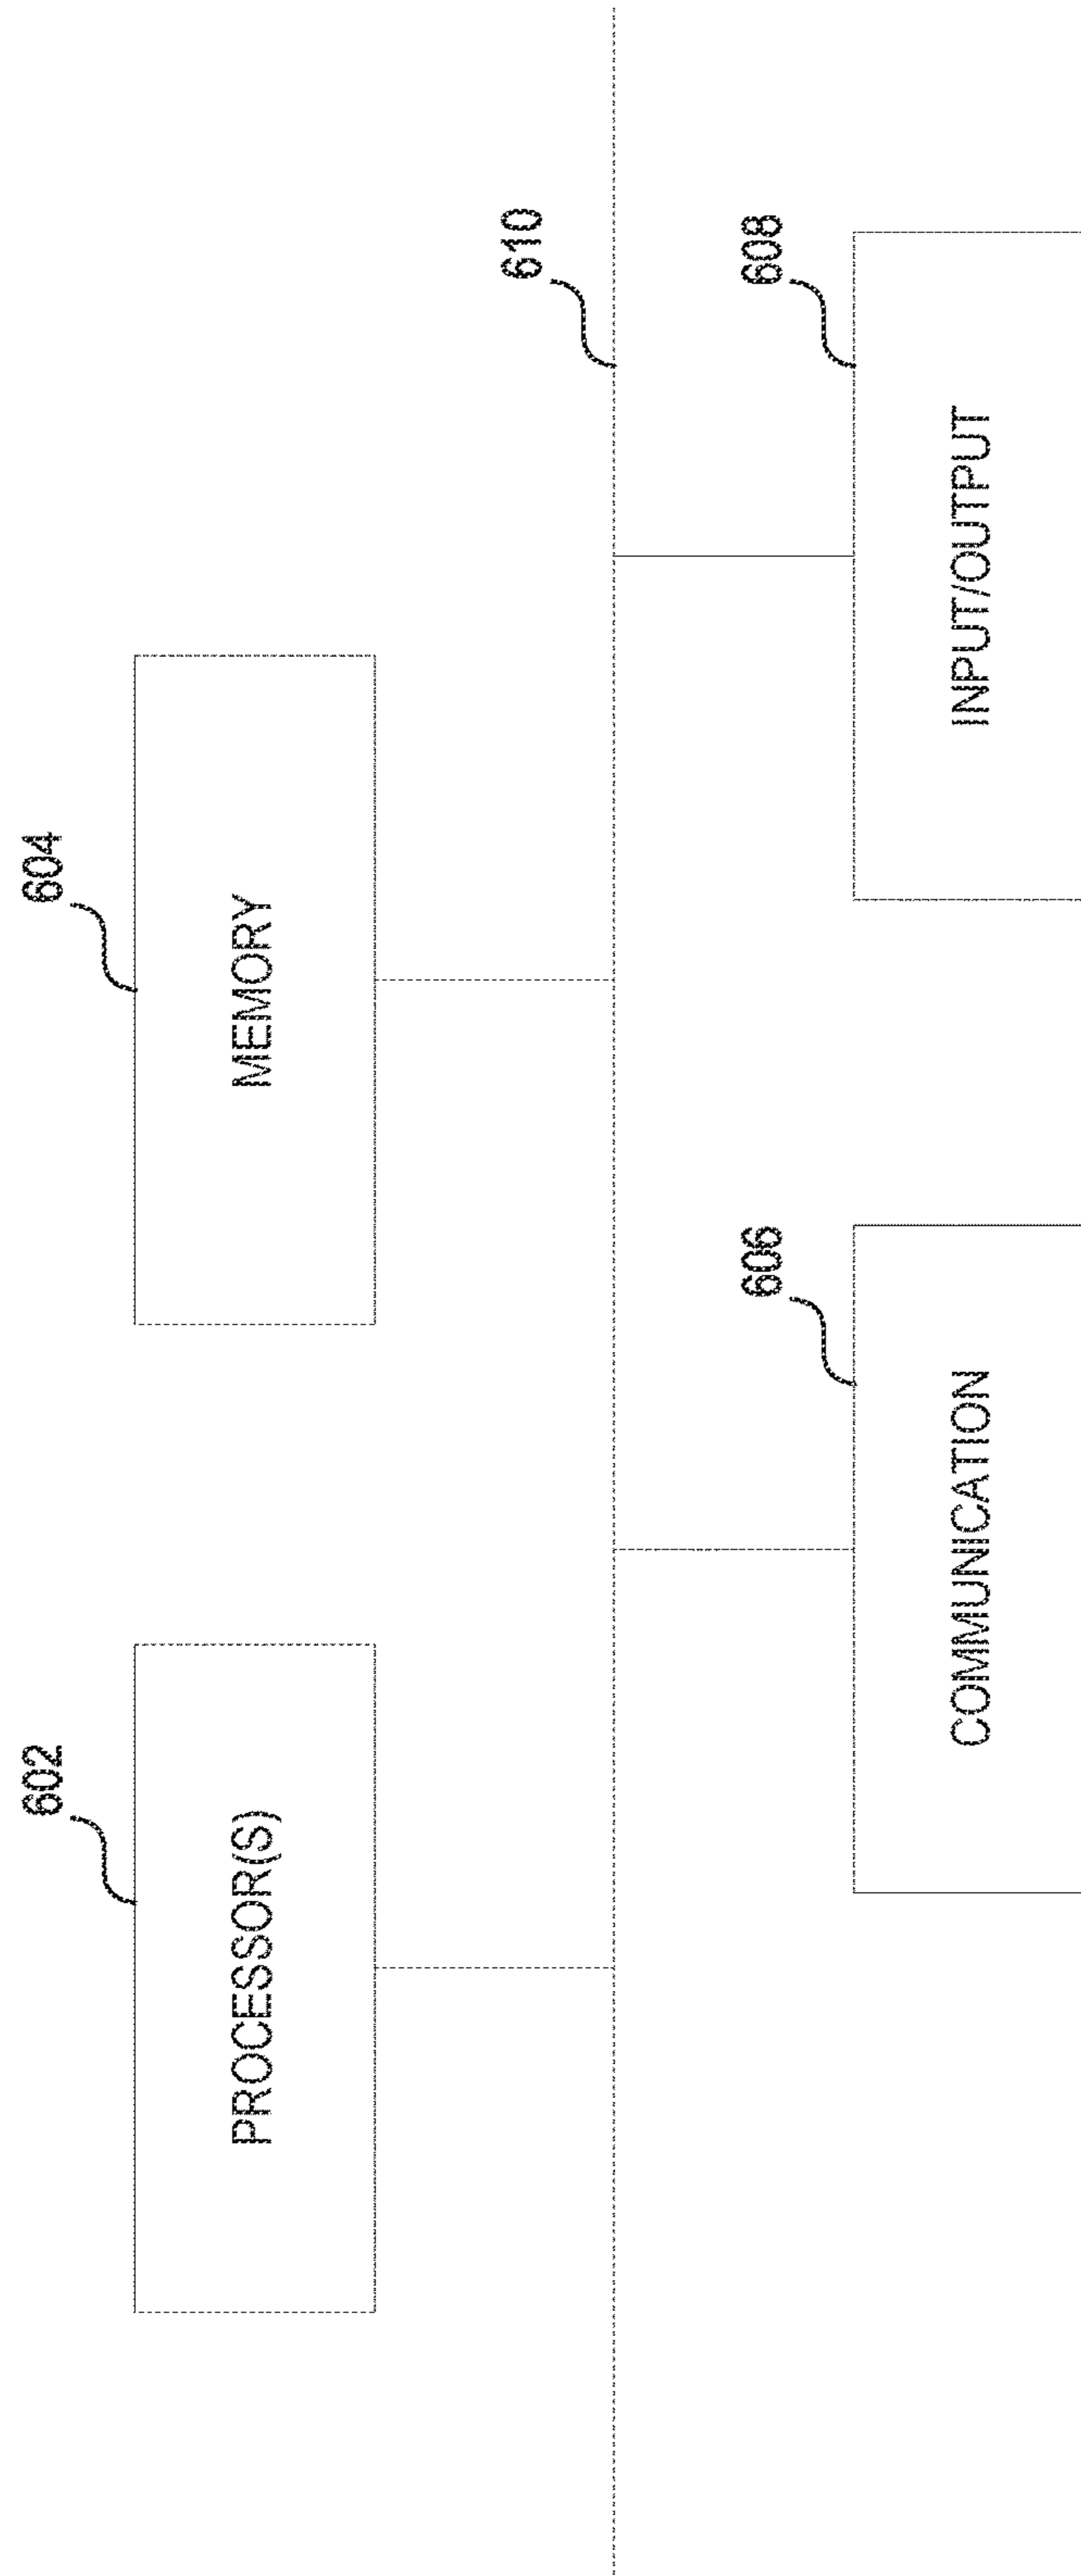 602
PROCESSOR(S)
604
MEMORY
610
606
COMMUNICATION
608
INPUT/OUTPUT